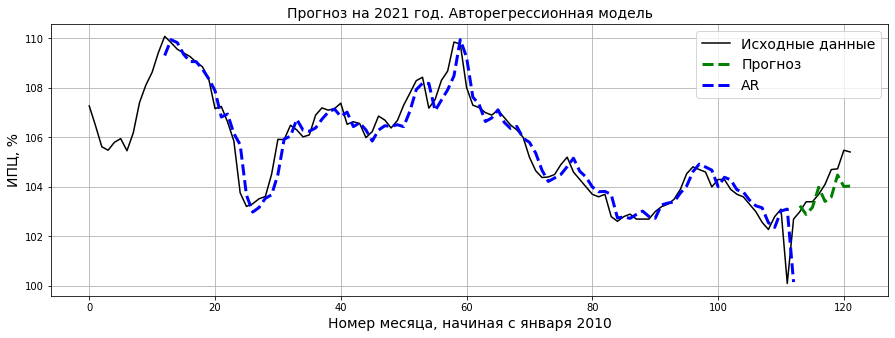 Прогноз на 2021 год. Авторегрессионная модель
ИПЦ, %
110
108
106
104
102
100
Исходные данные
Прогноз
AR
0
20
40
60
80
100
120
Номер месяца, начиная с января 2010